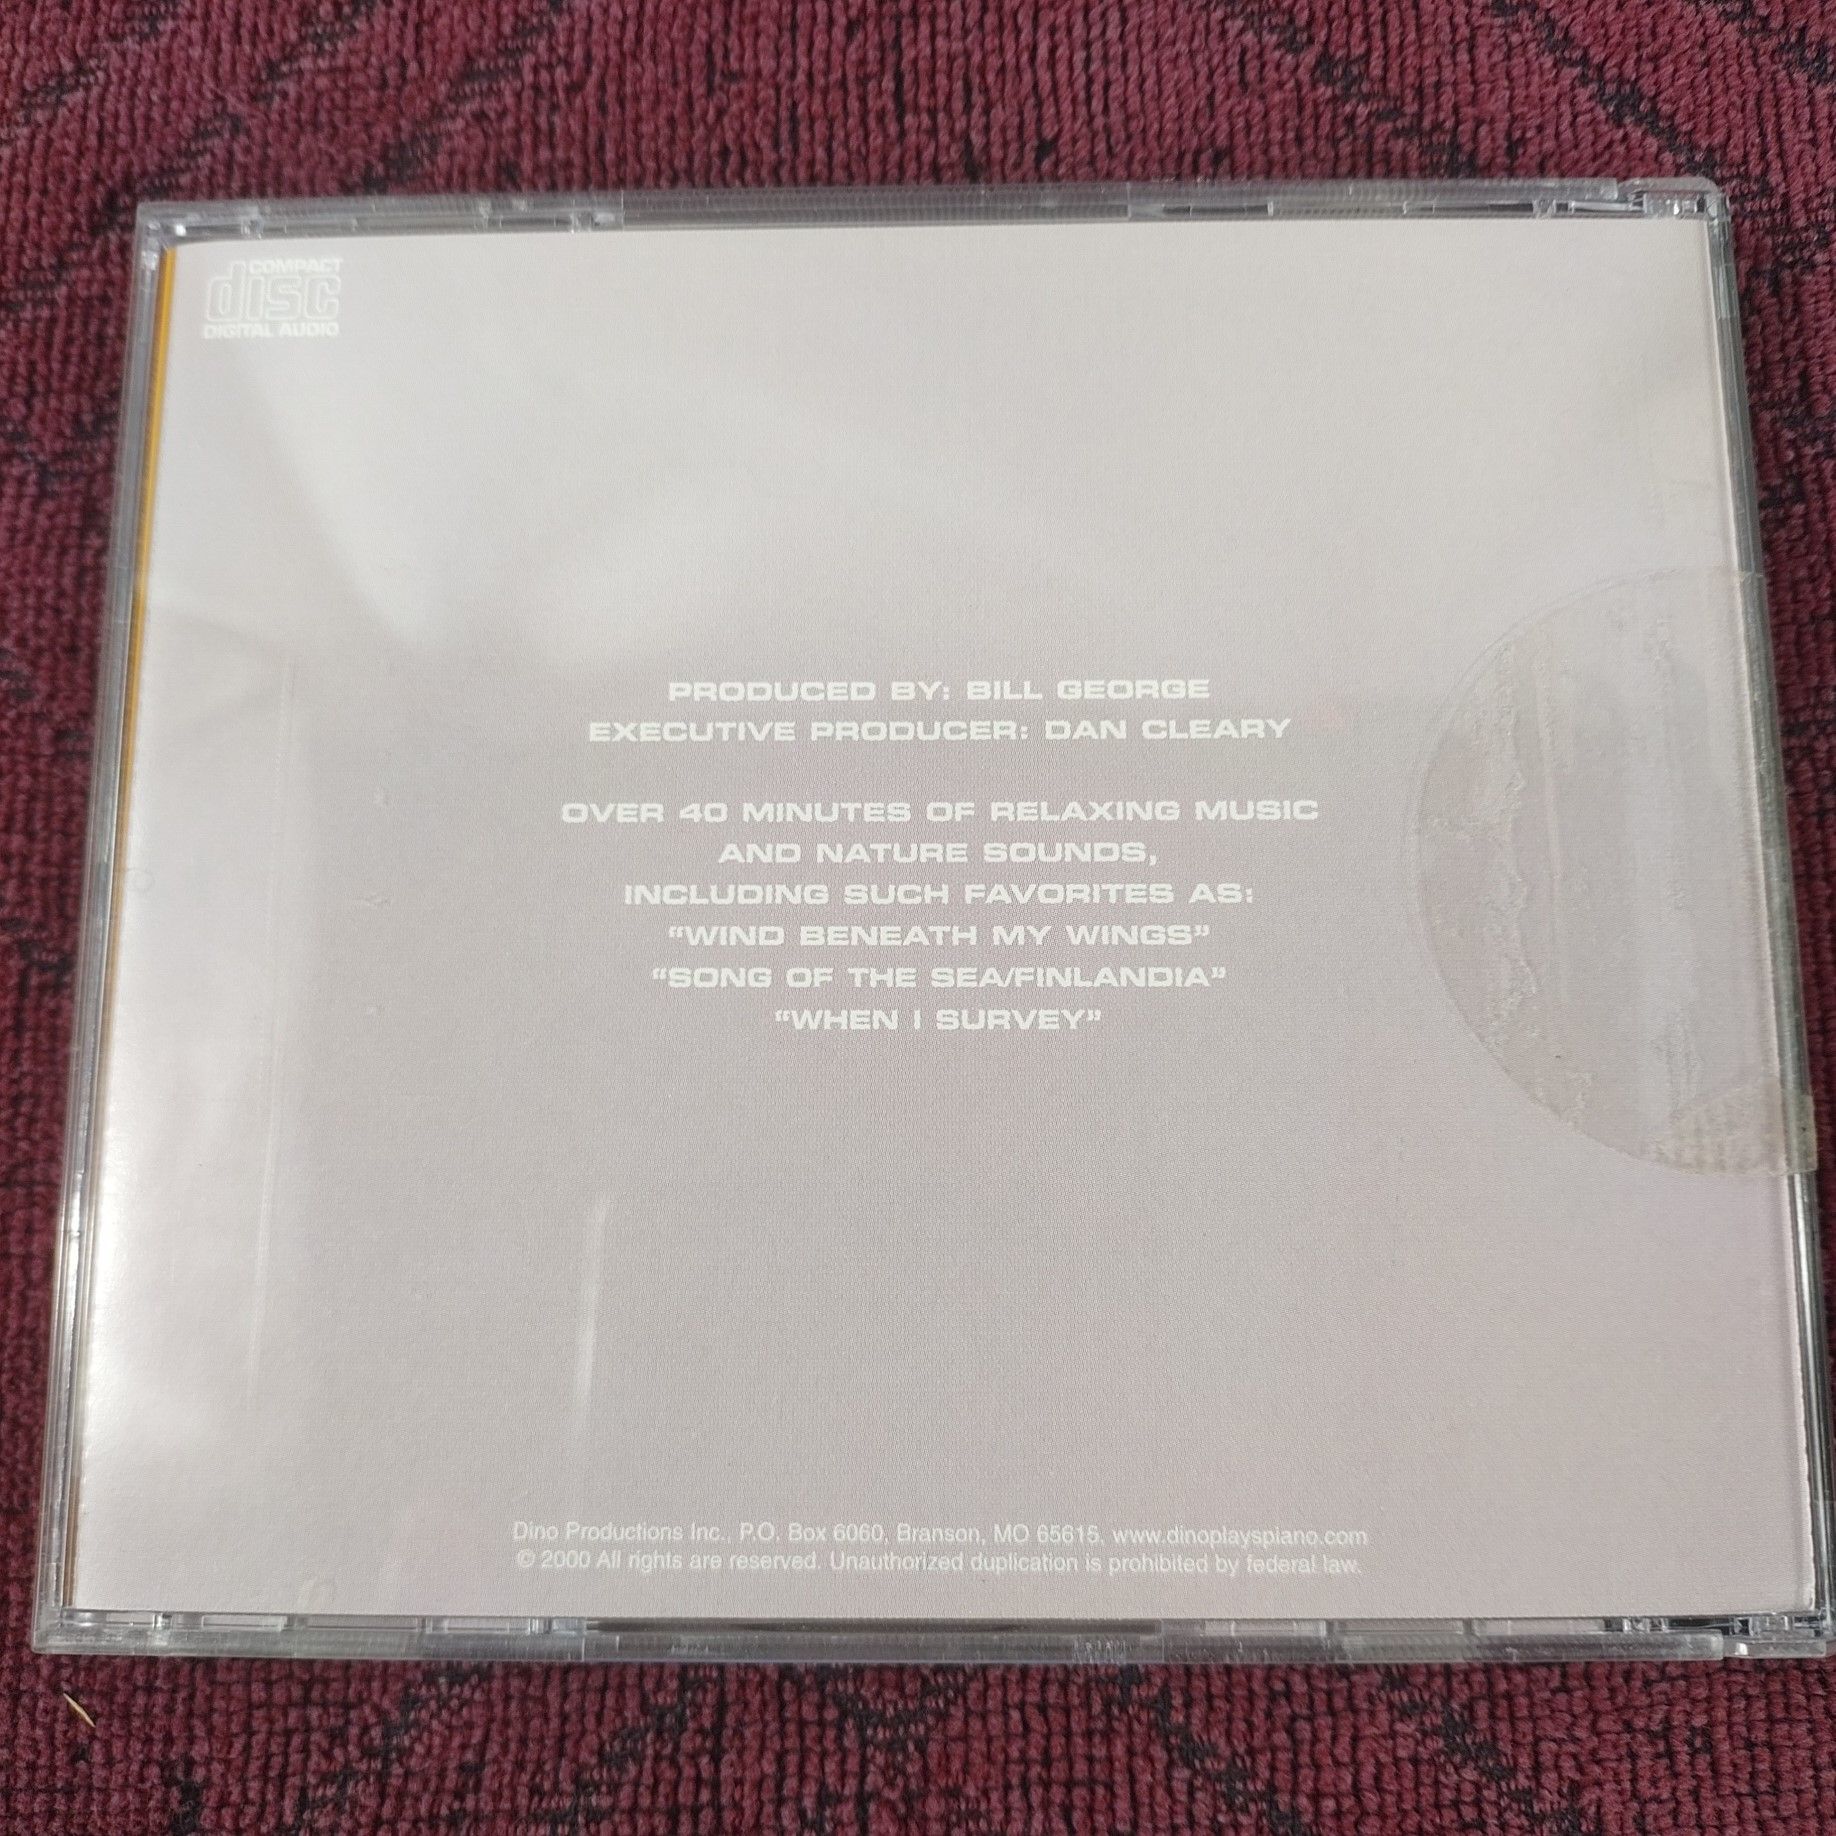 COMPACT
disc
DIGITAL AUDIO
PRODUCED BY: BILL GEORGE
EXECUTIVE PRODUCER: DAN CLEARY
OVER 40 MINUTES OF RELAXING MUSIC
AND NATURE SOUNDS,
INCLUDING SUCH FAVORITES AS:
“WIND BENEATH MY WINGS”
“SONG OF THE SEA/FINLANDIA”
“WHEN I SURVEY”
Dino Productions Inc., P.O. Box 6060, Branson, MO 65615. www.dinoplayspiano.com
© 2000 All rights are reserved. Unauthorized duplication is prohibited by federal law.